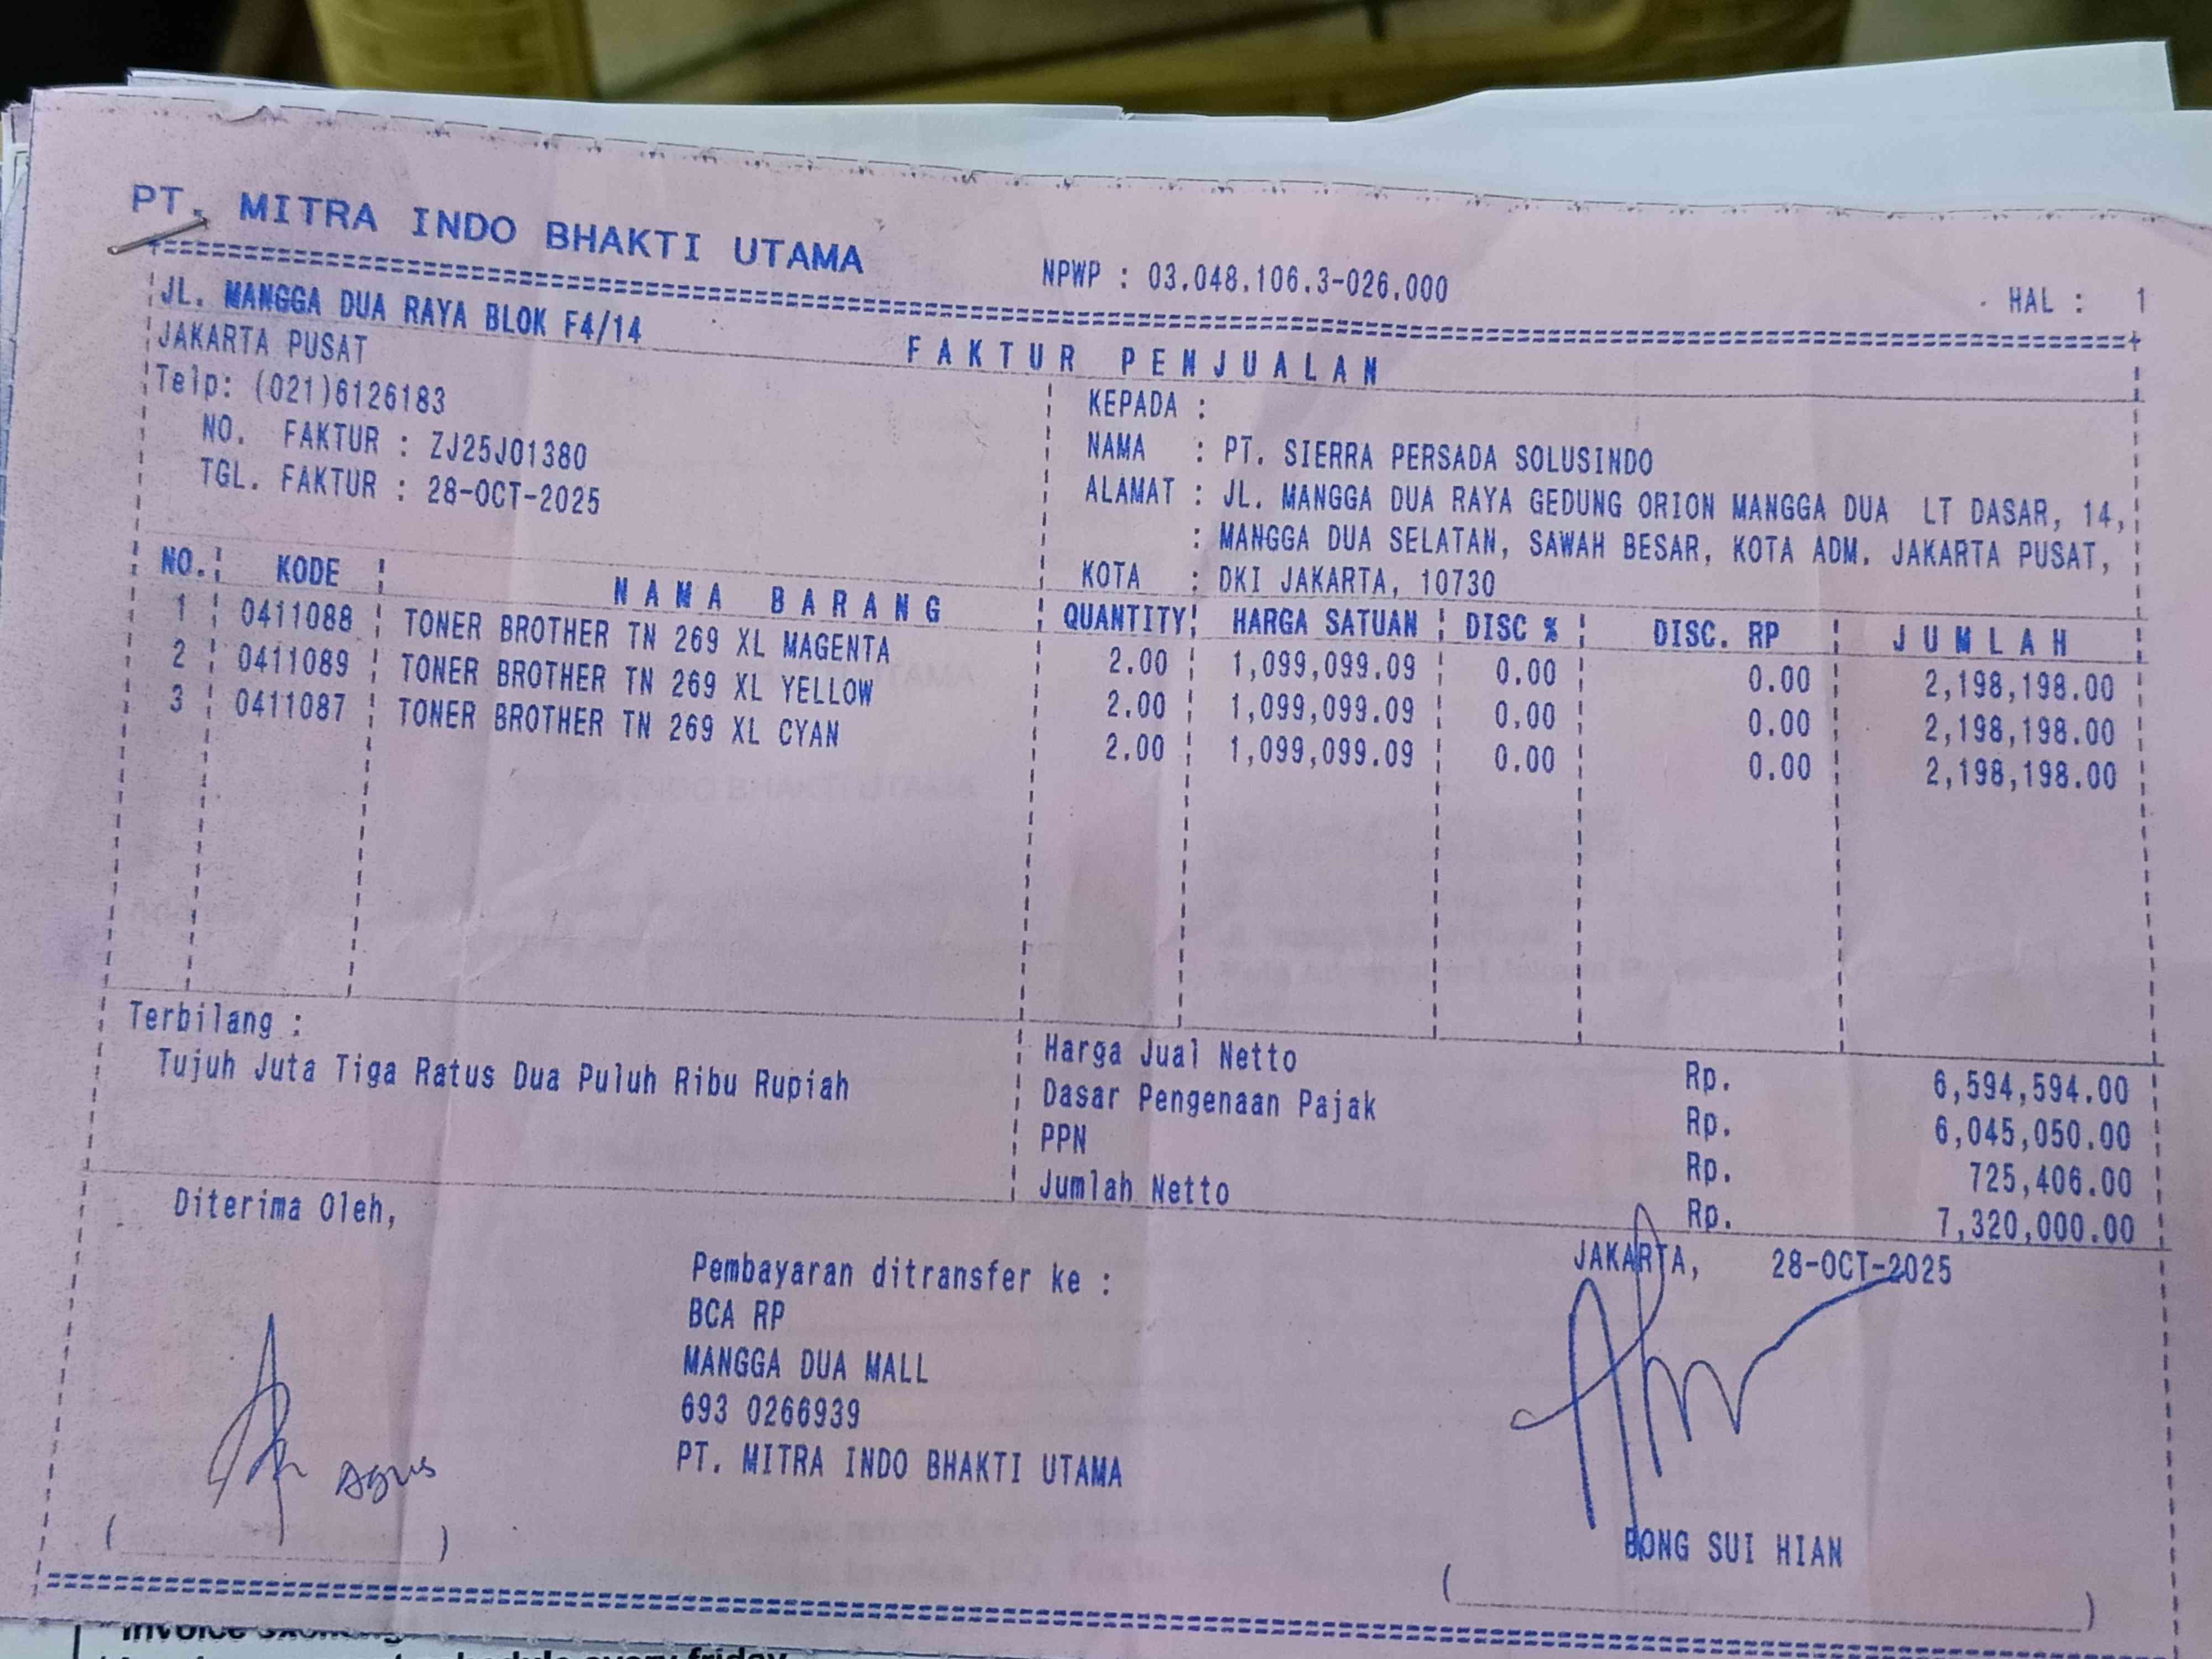 PT. MITRA INDO BHAKTI UTAMA
NPWP : 03.048.106.3-026.000
HAL : 1
JL. MANGGA DUA RAYA BLOK F4/14
JAKARTA PUSAT
Telp: (021)6126183
NO. FAKTUR : ZJ25J01380
TGL. FAKTUR : 28-OCT-2025
FAKTUR PENJUALAN
KEPADA :
NAMA : PT. SIERRA PERSADA SOLUSINDO
ALAMAT : JL. MANGGA DUA RAYA GEDUNG ORION MANGGA DUA LT DASAR, 14,
: MANGGA DUA SELATAN, SAWAH BESAR, KOTA ADM. JAKARTA PUSAT,
KOTA : DKI JAKARTA, 10730
NO. KODE NAMA BARANG QUANTITY HARGA SATUAN DISC % DISC. RP JUMLAH
1 0411088 TONER BROTHER TN 269 XL MAGENTA 2.00 1,099,099.09 0.00 0.00 2,198,198.00
2 0411089 TONER BROTHER TN 269 XL YELLOW 2.00 1,099,099.09 0.00 0.00 2,198,198.00
3 0411087 TONER BROTHER TN 269 XL CYAN 2.00 1,099,099.09 0.00 0.00 2,198,198.00
Terbilang :
Tujuh Juta Tiga Ratus Dua Puluh Ribu Rupiah
Harga Jual Netto Rp. 6,594,594.00
Dasar Pengenaan Pajak Rp. 6,045,050.00
PPN Rp. 725,406.00
Jumlah Netto Rp. 7,320,000.00
Diterima Oleh,
Agus
Pembayaran ditransfer ke :
BCA RP
MANGGA DUA MALL
693 0266939
PT. MITRA INDO BHAKTI UTAMA
JAKARTA, 28-OCT-2025
BONG SUI HIAN
every friday